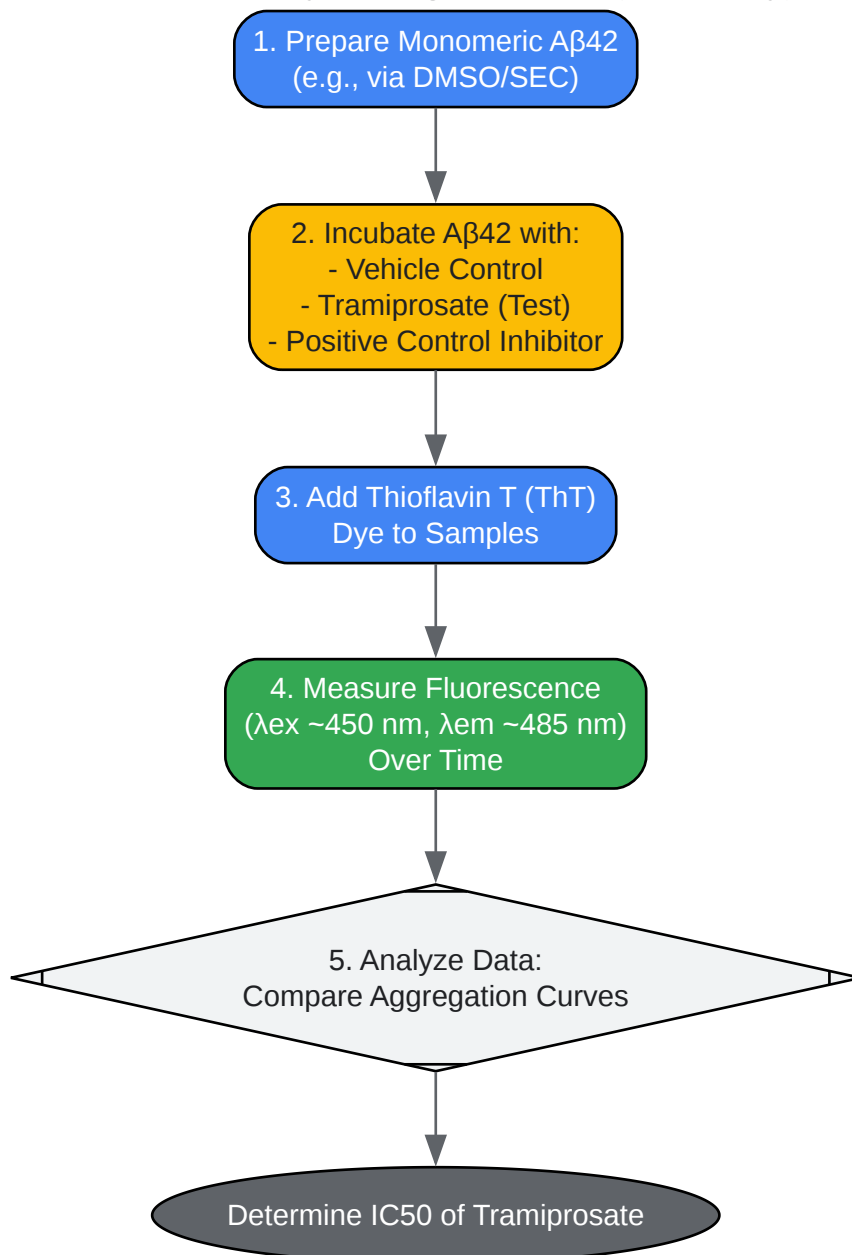 1. Prepare Monomeric Aβ42
(e.g., via DMSO/SEC)
2. Incubate Aβ42 with:
- Vehicle Control
- Tramiprosate (Test)
- Positive Control Inhibitor
3. Add Thioflavin T (ThT)
Dye to Samples
4. Measure Fluorescence
(λex ~450 nm, λem ~485 nm)
Over Time
5. Analyze Data:
Compare Aggregation Curves
Determine IC50 of Tramiprosate